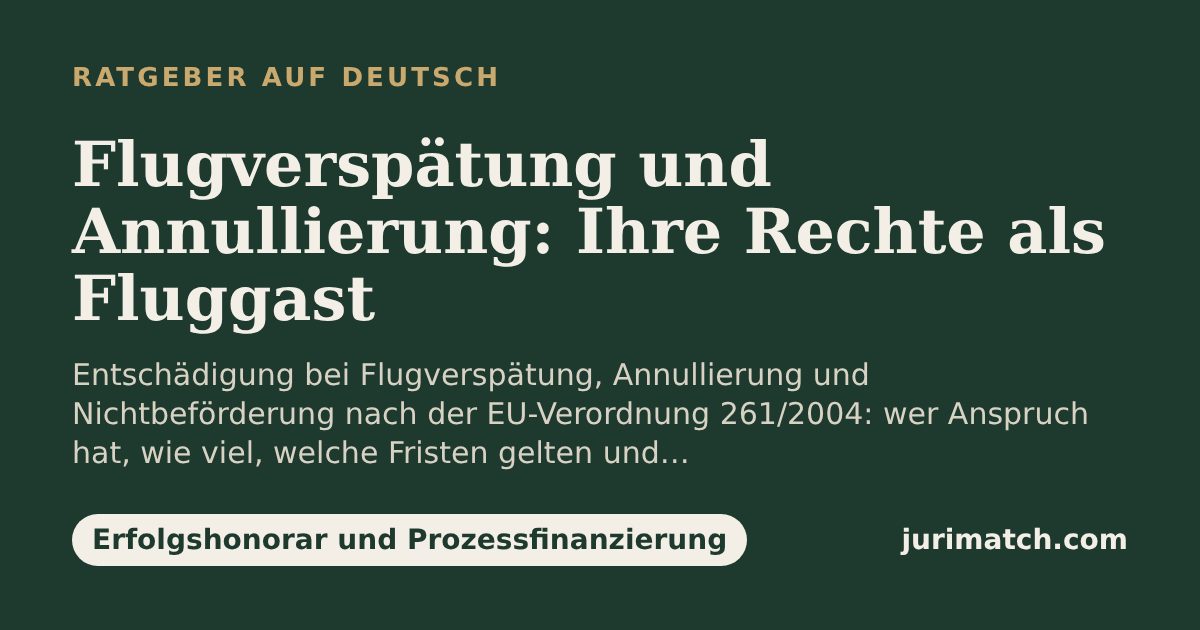 RATGEBER AUF DEUTSCH
Flugverspätung und
Annullierung: Ihre Rechte als
Fluggast
Entschädigung bei Flugverspätung, Annullierung und
Nichtbeförderung nach der EU-Verordnung 261/2004: wer Anspruch
hat, wie viel, welche Fristen gelten und…
Erfolgshonorar und Prozessfinanzierung
jurimatch.com